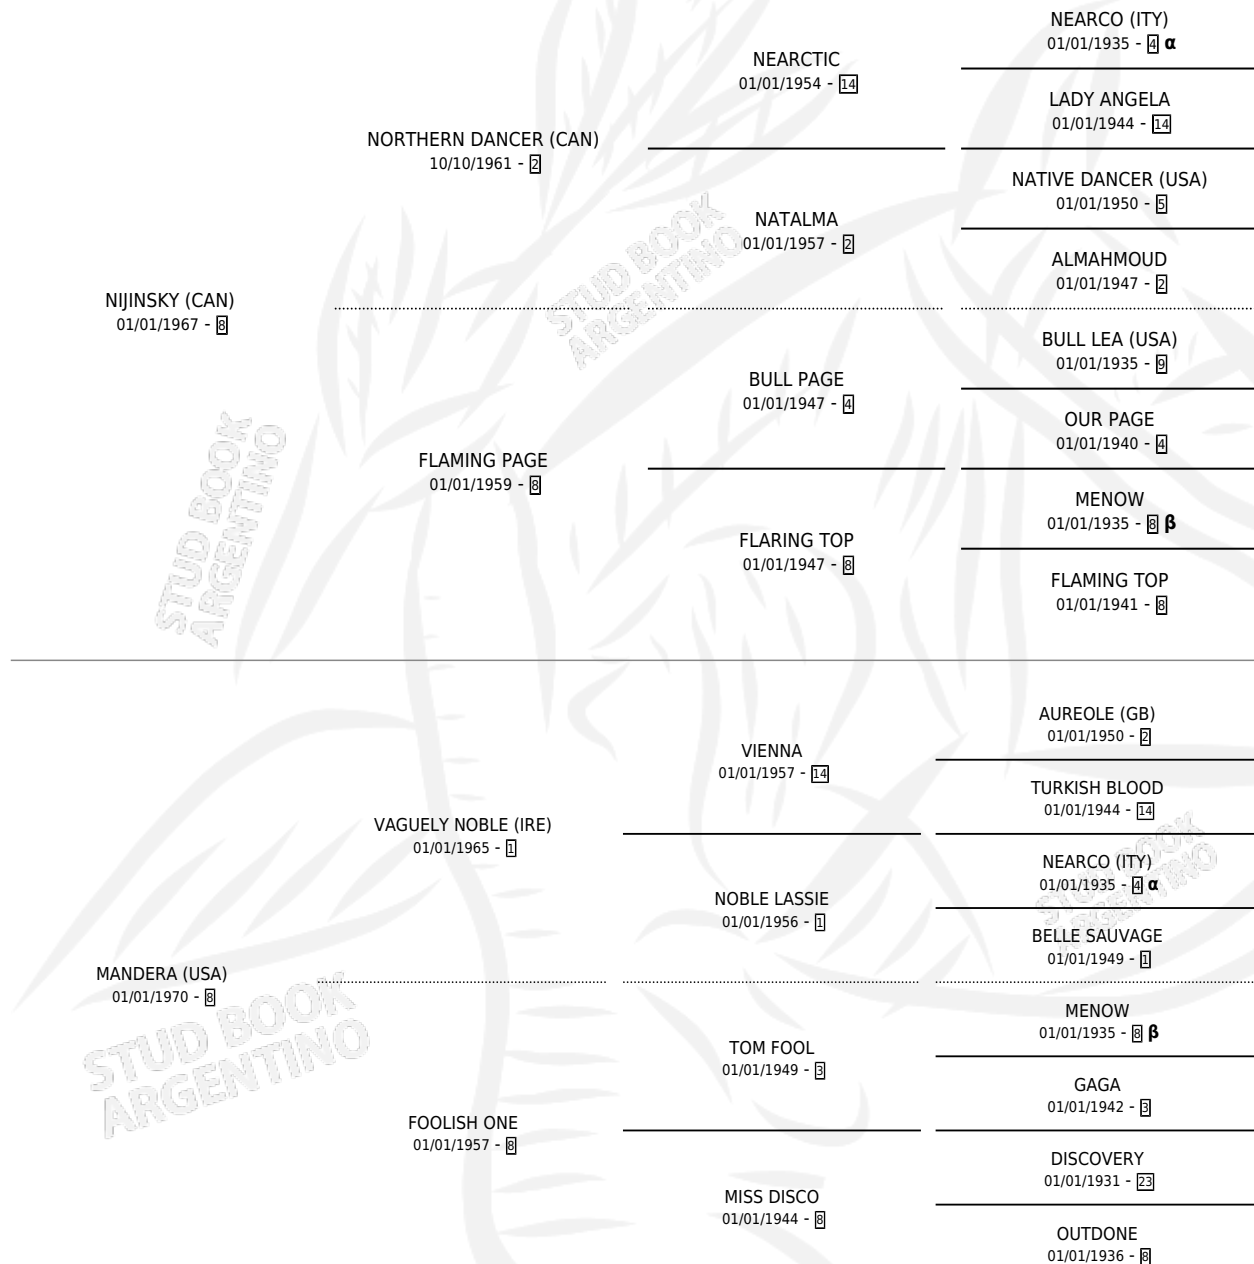 NEARCO (ITY)
01/01/1935 - 4 α
NEARCTIC
01/01/1954 - 14
LADY ANGELA
01/01/1944 - 14
NORTHERN DANCER (CAN)
10/10/1961 - 2
NATIVE DANCER (USA)
01/01/1950 - 5
NATALMA
01/01/1957 - 2
ALMAHMOUD
01/01/1947 - 2
NIJINSKY (CAN)
01/01/1967 - 8
BULL LEA (USA)
01/01/1935 - 9
BULL PAGE
01/01/1947 - 4
OUR PAGE
01/01/1940 - 4
FLAMING PAGE
01/01/1959 - 8
MENOW
01/01/1935 - 8 β
FLARING TOP
01/01/1947 - 8
FLAMING TOP
01/01/1941 - 8
STUD BOOK
ARGENTINO
STUD BOOK
ARGENTINO
AUREOLE (GB)
01/01/1950 - 2
VIENNA
01/01/1957 - 14
TURKISH BLOOD
01/01/1944 - 14
VAGUELY NOBLE (IRE)
01/01/1965 - 1
NEARCO (ITY)
01/01/1935 - 4 α
NOBLE LASSIE
01/01/1956 - 1
BELLE SAUVAGE
01/01/1949 - 1
MANDERA (USA)
01/01/1970 - 8
MENOW
01/01/1935 - 8 β
TOM FOOL
01/01/1949 - 3
GAGA
01/01/1942 - 3
FOOLISH ONE
01/01/1957 - 8
DISCOVERY
01/01/1931 - 23
MISS DISCO
01/01/1944 - 8
OUTDONE
01/01/1936 - 8
STUD BOOK
ARGENTINO
STUD BOOK
ARGENTINO